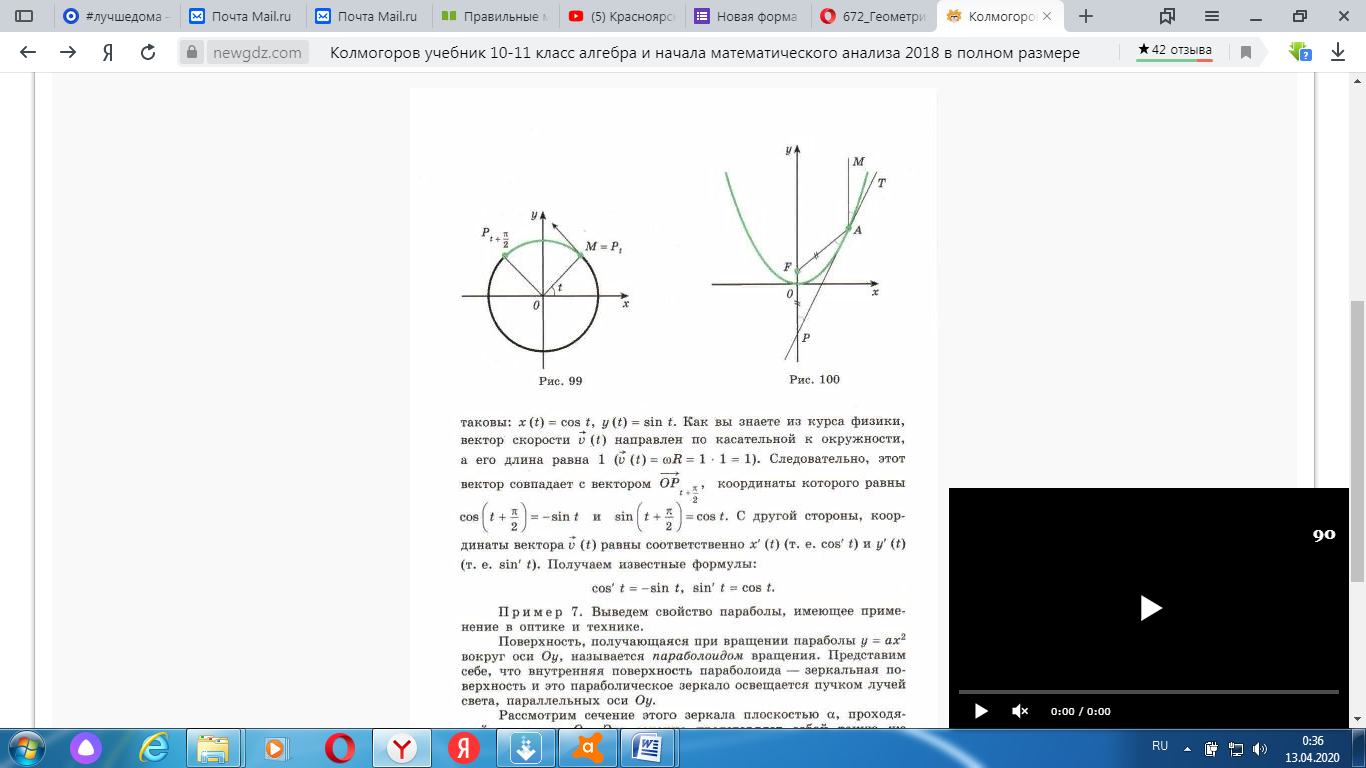 #лучшедома –
Почта Mail.ru
Почта Mail.ru
Правильные м
(5) Красноярск
Новая форма
672_Геометри
Колмогоров
newgdz.com
Колмогоров учебник 10-11 класс алгебра и начала математического анализа 2018 в полном размере
★42 отзыва
y
P t + π/2
M = P t
t
0
x
Рис. 99
y
M
T
A
F
0
x
P
Рис. 100
таковы: x (t) = cos t, y (t) = sin t. Как вы знаете из курса физики,
вектор скорости v⃗ (t) направлен по касательной к окружности,
а его длина равна 1 (v⃗ (t) = ωR = 1 · 1 = 1). Следовательно, этот
вектор совпадает с вектором OP⃗ t + π/2, координаты которого равны
cos(t + π/2) = −sin t и sin(t + π/2) = cos t. С другой стороны, коор-
динаты вектора v⃗ (t) равны соответственно x′ (t) (т. е. cos′ t) и y′ (t)
(т. е. sin′ t). Получаем известные формулы:
cos′ t = −sin t, sin′ t = cos t.
Пример 7. Выведем свойство параболы, имеющее приме-
нение в оптике и технике.
Поверхность, получающаяся при вращении параболы y = ax²
вокруг оси Oy, называется параболоидом вращения. Представим
себе, что внутренняя поверхность параболоида — зеркальная по-
верхность и это параболическое зеркало освещается пучком лучей
света, параллельных оси Oy.
Рассмотрим сечение этого зеркала плоскостью α, проходя-
90
0:00 / 0:00
RU
0:36
13.04.2020